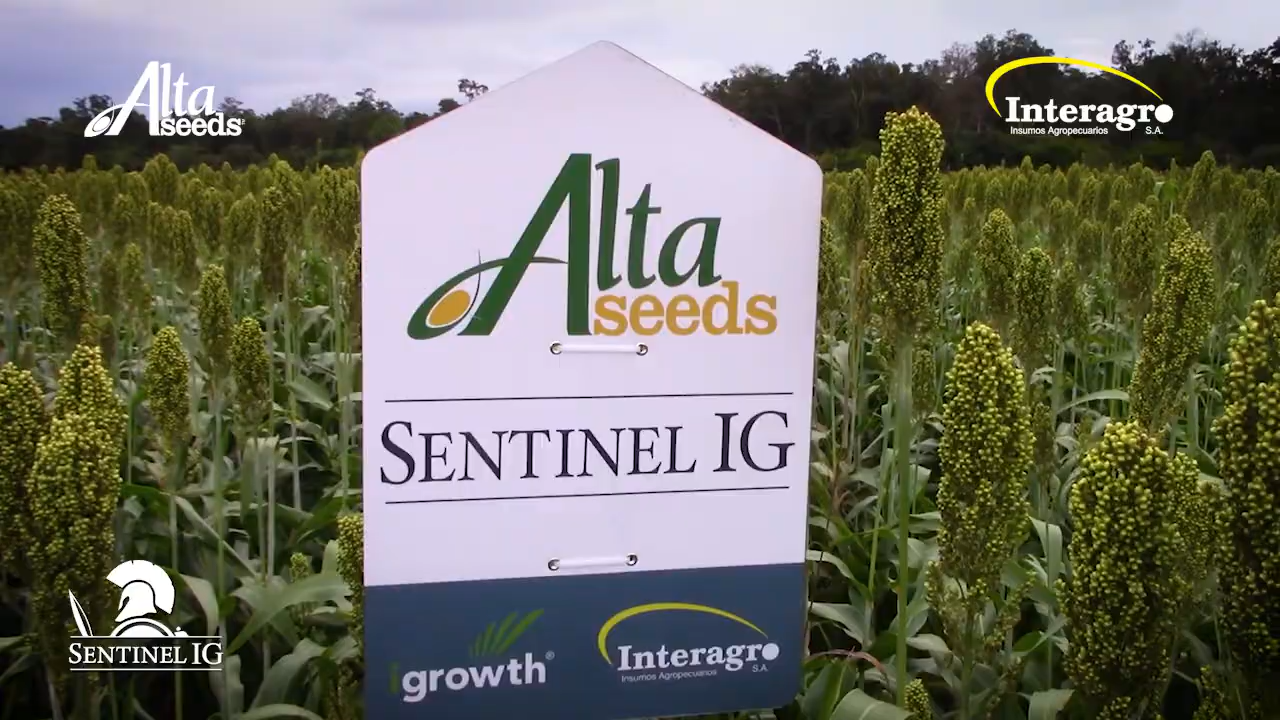 Alta
seeds
Interagro
Insumos Agropecuarios S.A.
Alta
seeds
SENTINEL IG
igrowth®
Interagro
Insumos Agropecuarios S.A.
SENTINEL IG